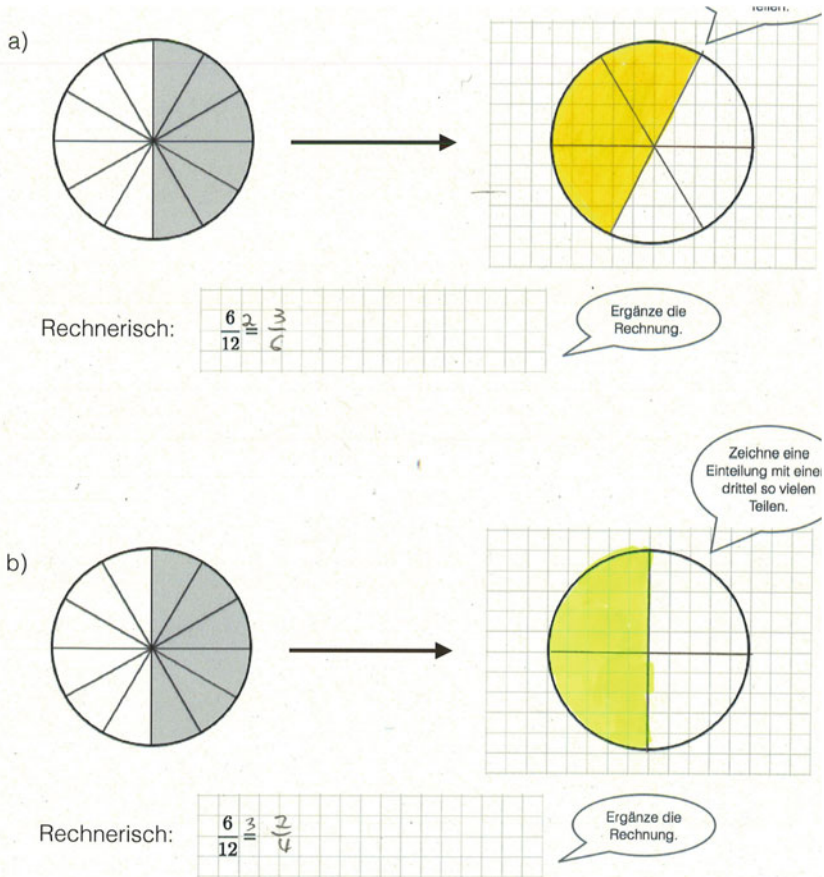 Teilen.
a)
Rechnerisch: 6/12 2= 3/6
Ergänze die
Rechnung.
Zeichne eine
Einteilung mit einem
drittel so vielen
Teilen.
b)
Rechnerisch: 6/12 3= 2/4
Ergänze die
Rechnung.